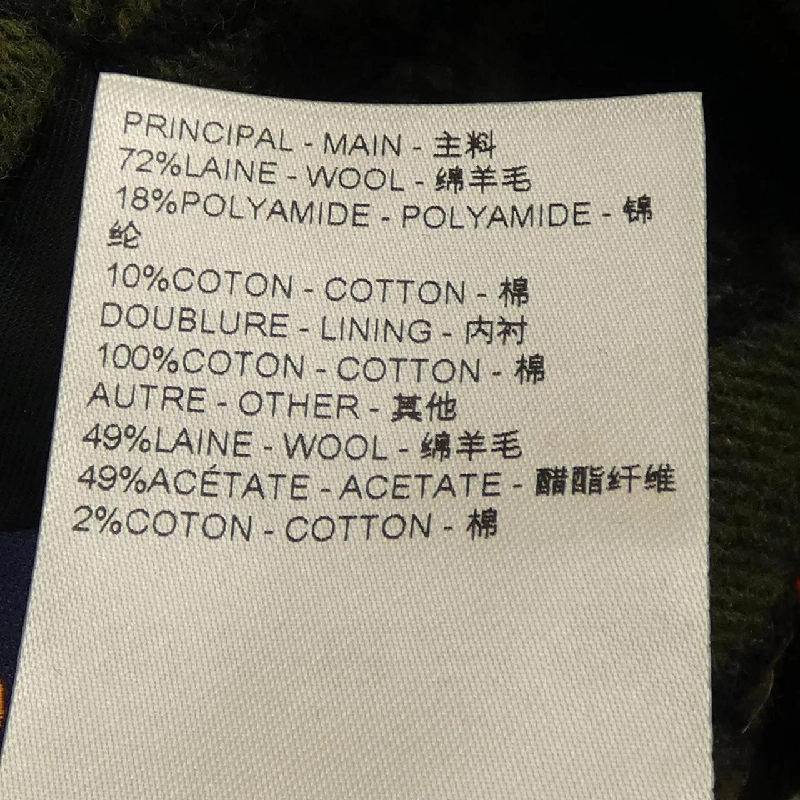 PRINCIPAL - MAIN - 主料
72%LAINE - WOOL - 绵羊毛
18%POLYAMIDE - POLYAMIDE - 锦
纶
10%COTON - COTTON - 棉
DOUBLURE - LINING - 内衬
100%COTON - COTTON - 棉
AUTRE - OTHER - 其他
49%LAINE - WOOL - 绵羊毛
49%ACÉTATE - ACETATE - 醋酯纤维
2%COTON - COTTON - 棉